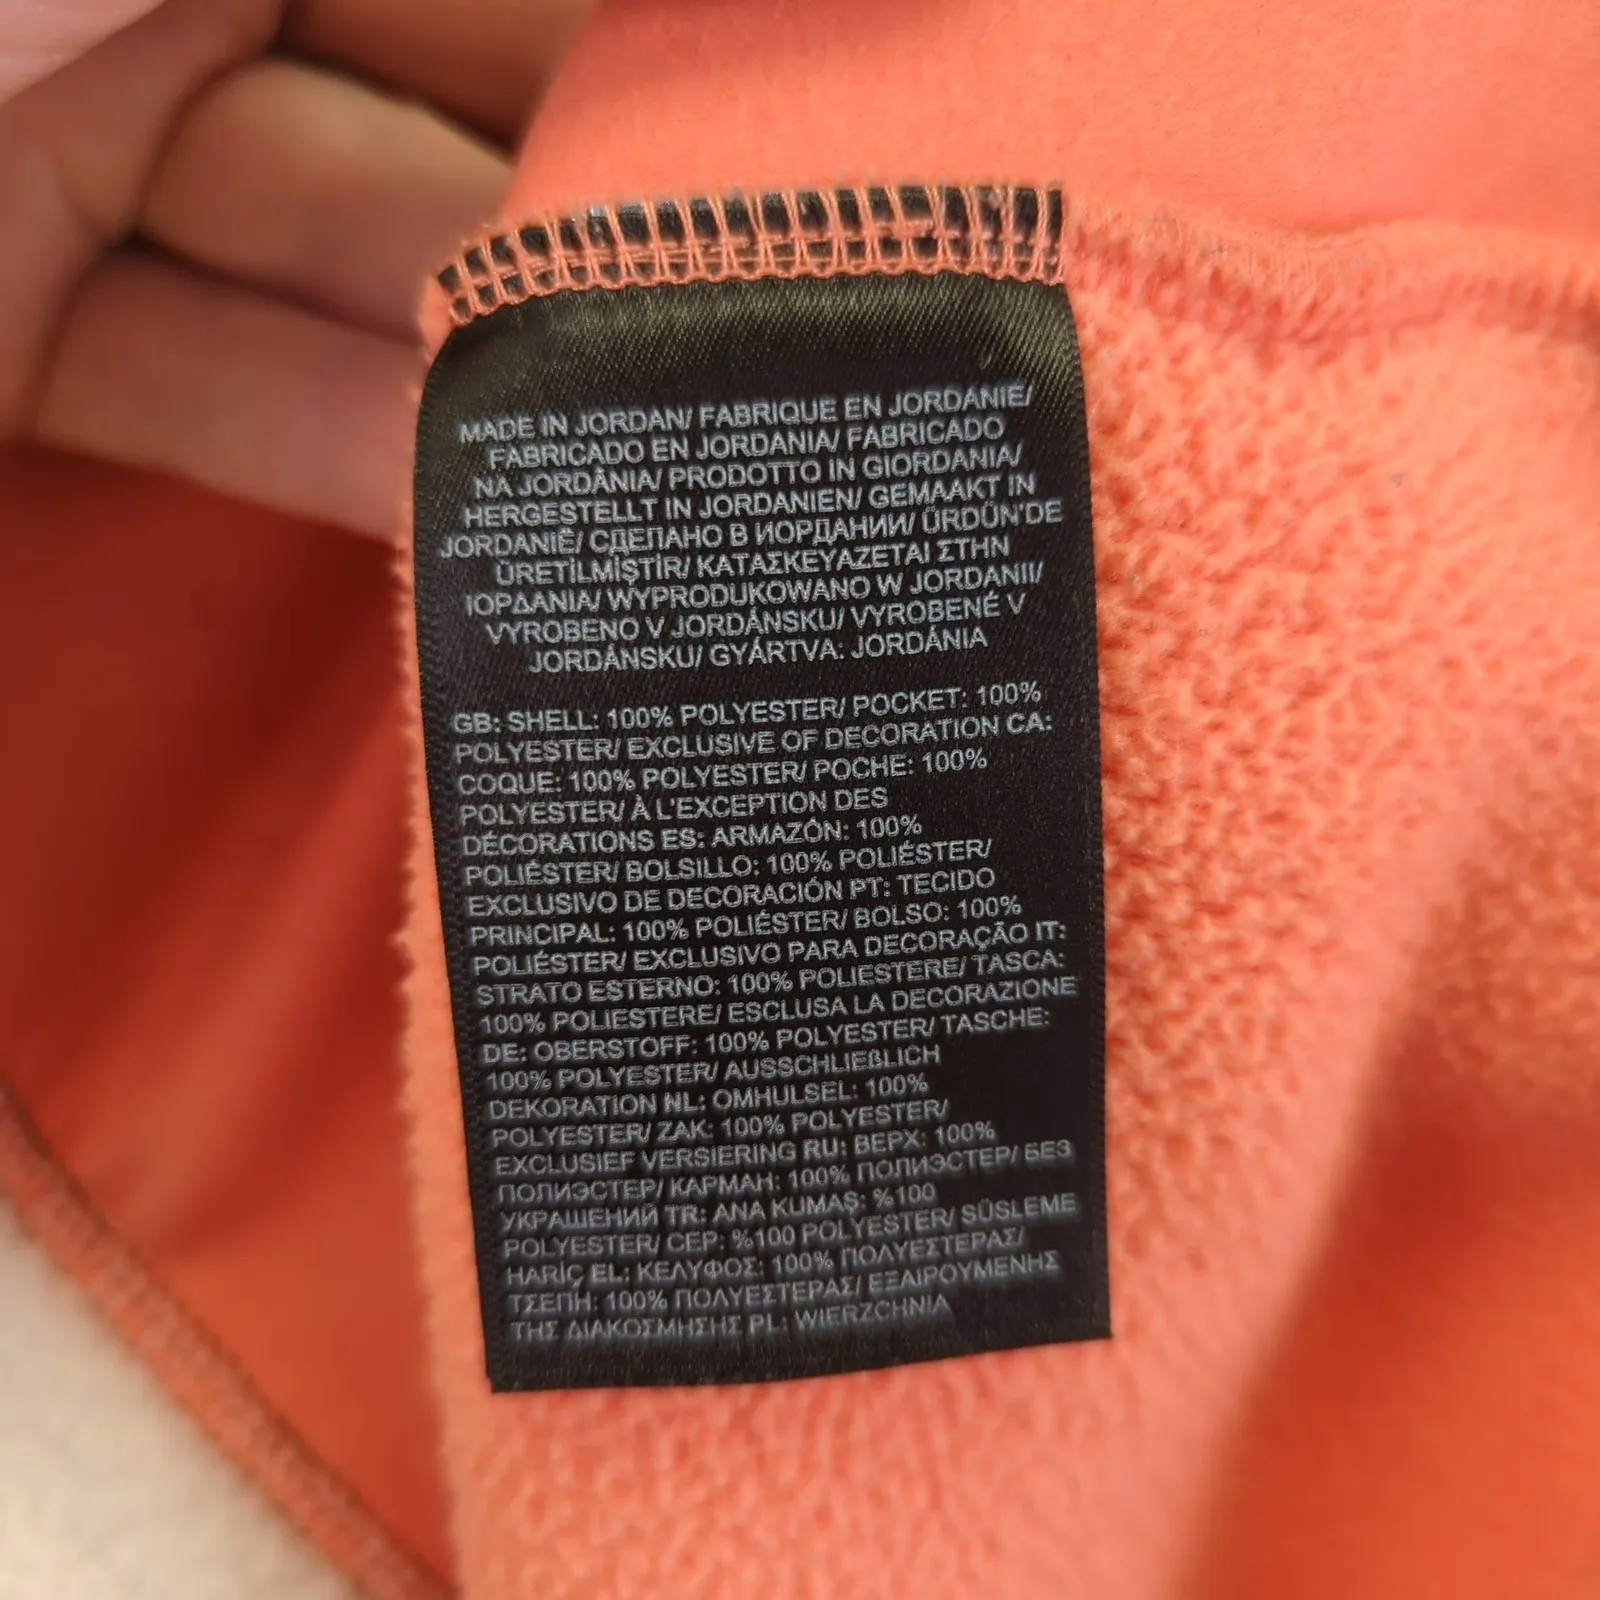 MADE IN JORDAN/ FABRIQUE EN JORDANIE/
FABRICADO EN JORDANIA/ FABRICADO
NA JORDÂNIA/ PRODOTTO IN GIORDANIA/
HERGESTELLT IN JORDANIEN/ GEMAAKT IN
JORDANIË/ СДЕЛАНО В ИОРДАНИИ/ ÜRDÜN'DE
ÜRETİLMİŞTİR/ ΚΑΤΑΣΚΕΥΑΖΕΤΑΙ ΣΤΗΝ
ΙΟΡΔΑΝΙΑ/ WYPRODUKOWANO W JORDANII/
VYROBENO V JORDÁNSKU/ VYROBENÉ V
JORDÁNSKU/ GYÁRTVA: JORDÁNIA
GB: SHELL: 100% POLYESTER/ POCKET: 100%
POLYESTER/ EXCLUSIVE OF DECORATION CA:
COQUE: 100% POLYESTER/ POCHE: 100%
POLYESTER/ À L'EXCEPTION DES
DÉCORATIONS ES: ARMAZÓN: 100%
POLIÉSTER/ BOLSILLO: 100% POLIÉSTER/
EXCLUSIVO DE DECORACIÓN PT: TECIDO
PRINCIPAL: 100% POLIÉSTER/ BOLSO: 100%
POLIÉSTER/ EXCLUSIVO PARA DECORAÇÃO IT:
STRATO ESTERNO: 100% POLIESTERE/ TASCA:
100% POLIESTERE/ ESCLUSA LA DECORAZIONE
DE: OBERSTOFF: 100% POLYESTER/ TASCHE:
100% POLYESTER/ AUSSCHLIEßLICH
DEKORATION NL: OMHULSEL: 100%
POLYESTER/ ZAK: 100% POLYESTER/
EXCLUSIEF VERSIERING RU: ВЕРХ: 100%
ПОЛИЭСТЕР/ КАРМАН: 100% ПОЛИЭСТЕР/ БЕЗ
УКРАШЕНИЙ TR: ANA KUMAŞ: %100
POLYESTER/ CEP: %100 POLYESTER/ SÜSLEME
HARİÇ EL: ΚΕΛΥΦΟΣ: 100% ΠΟΛΥΕΣΤΕΡΑΣ/
ΤΣΕΠΗ: 100% ΠΟΛΥΕΣΤΕΡΑΣ/ ΕΞΑΙΡΟΥΜΕΝΗΣ
ΤΗΣ ΔΙΑΚΟΣΜΗΣΗΣ PL: WIERZCHNIA